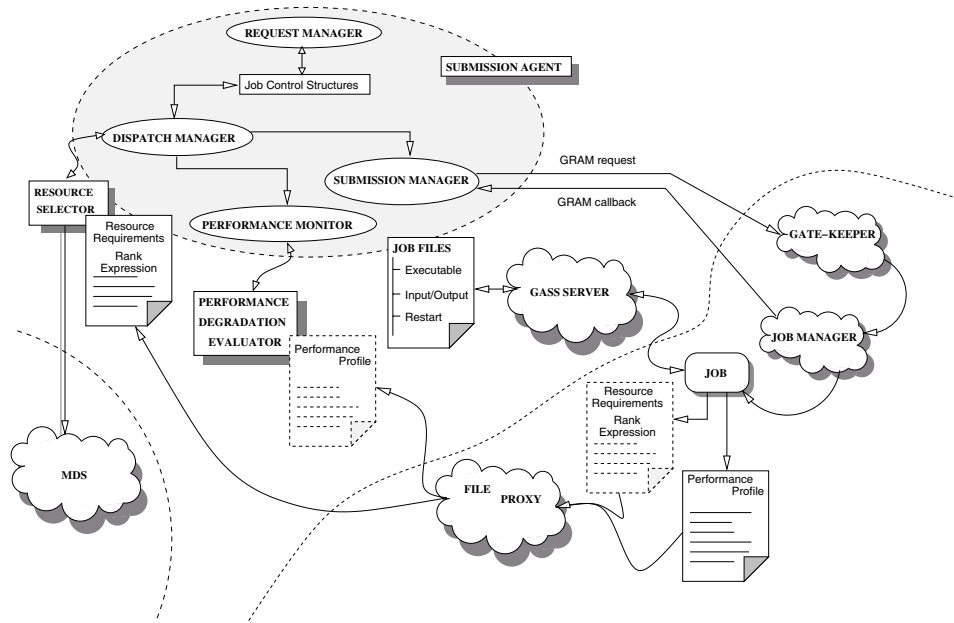 REQUEST MANAGER
SUBMISSION AGENT
Job Control Structures
DISPATCH MANAGER
GRAM request
SUBMISSION MANAGER
RESOURCE
SELECTOR
GRAM callback
Resource
Requirements
Rank
Expression
PERFORMANCE MONITOR
GATE–KEEPER
JOB FILES
Executable
Input/Output
Restart
GASS SERVER
PERFORMANCE
DEGRADATION
EVALUATOR
Performance
Profile
JOB MANAGER
JOB
Resource
Requirements
Rank
Expression
MDS
FILE
PROXY
Performance
Profile